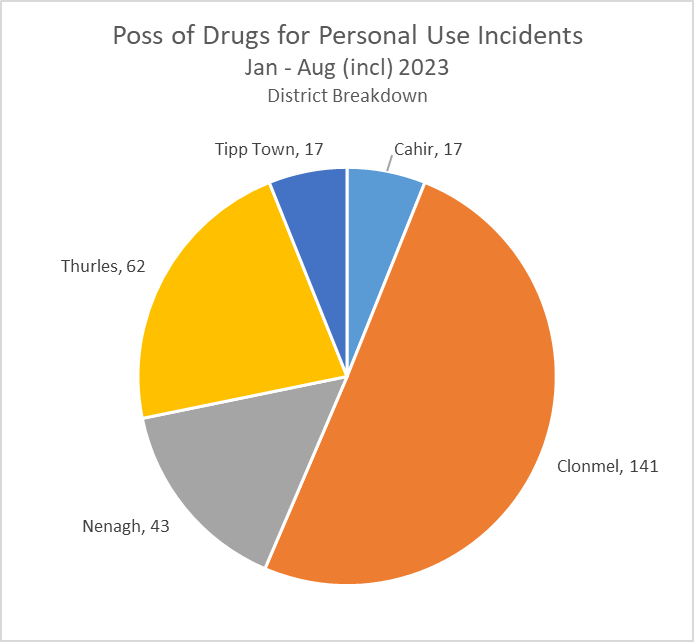 Poss of Drugs for Personal Use Incidents
Jan - Aug (incl) 2023
District Breakdown
Tipp Town, 17
Cahir, 17
Thurles, 62
Clonmel, 141
Nenagh, 43